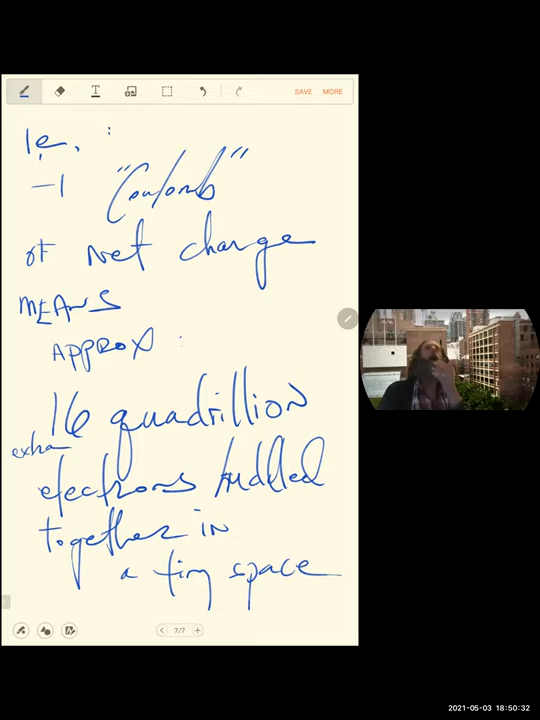 T
SAVE MORE
ie. :
-1 "Coulomb"
of Net charge
MEANS
APPROX :
16 quadrillion
extra
electrons huddled
together in
a tiny space
7/7
2021-05-03 18:50:32